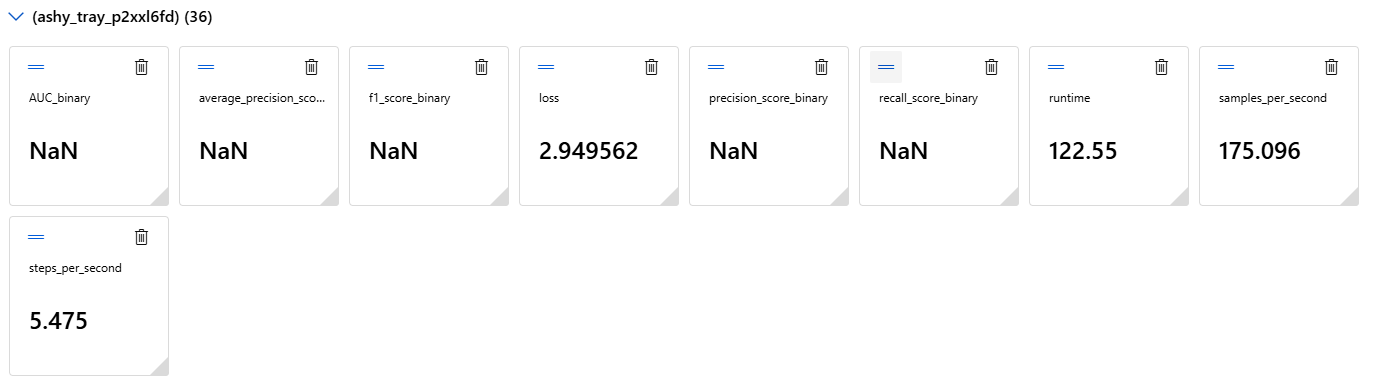 (ashy_tray_p2xxl6fd) (36)
AUC_binary
NaN
average_precision_sco...
NaN
f1_score_binary
NaN
loss
2.949562
precision_score_binary
NaN
recall_score_binary
NaN
runtime
122.55
samples_per_second
175.096
steps_per_second
5.475